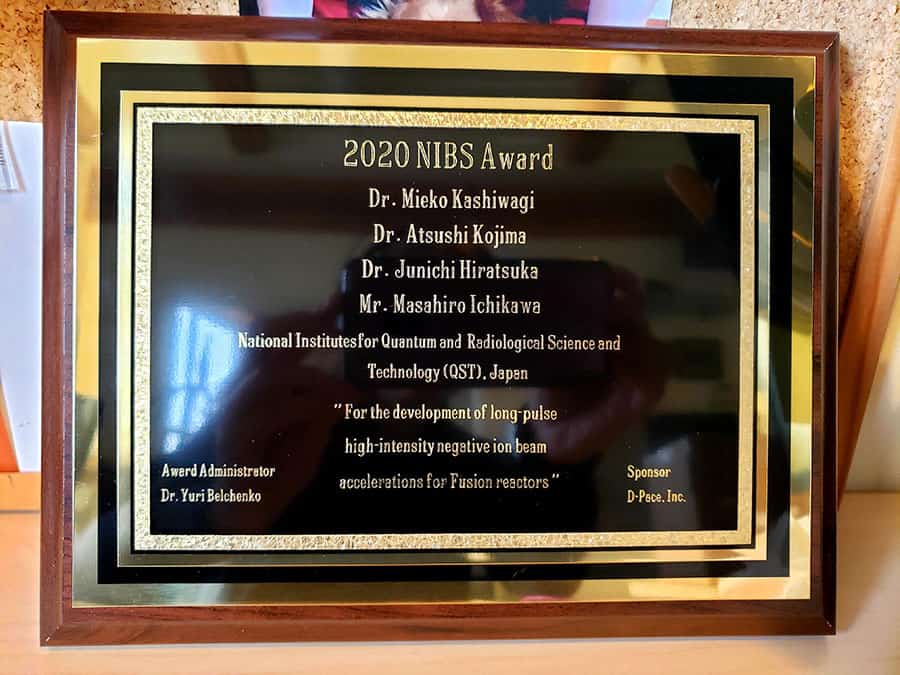 2020 NIBS Award
Dr. Mieko Kashiwagi
Dr. Atsushi Kojima
Dr. Junichi Hiratsuka
Mr. Masahiro Ichikawa
National Institutes for Quantum and Radiological Science and
Technology (QST), Japan
"For the development of long-pulse
high-intensity negative ion beam
accelerations for Fusion reactors"
Award Administrator
Dr. Yuri Belchenko
Sponsor
D-Pace, Inc.